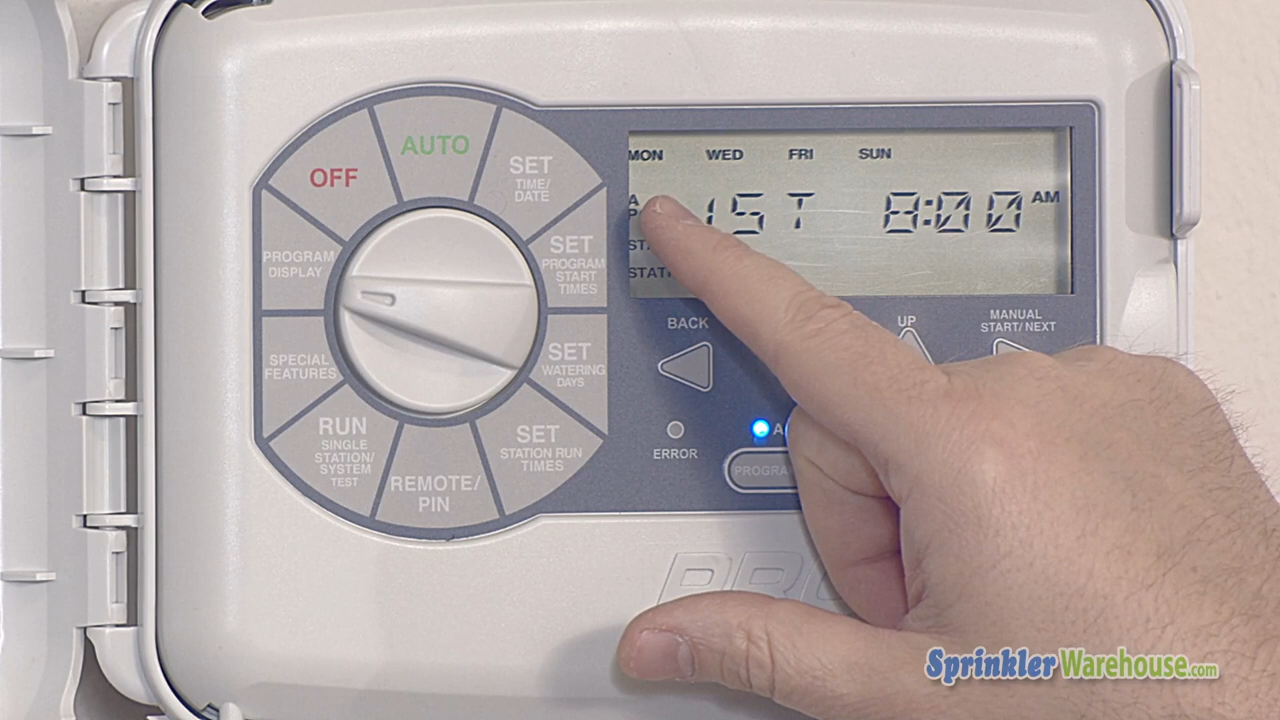 OFF
AUTO
SET
TIME/
DATE
SET
PROGRAM
START
TIMES
SET
WATERING
DAYS
SET
STATION RUN
TIMES
REMOTE/
PIN
RUN
SINGLE
STATION/
SYSTEM
TEST
SPECIAL
FEATURES
PROGRAM
DISPLAY
MON WED FRI SUN
A 1ST 8:00 AM
BACK
UP
MANUAL
START/NEXT
ERROR
A
SprinklerWarehouse.com